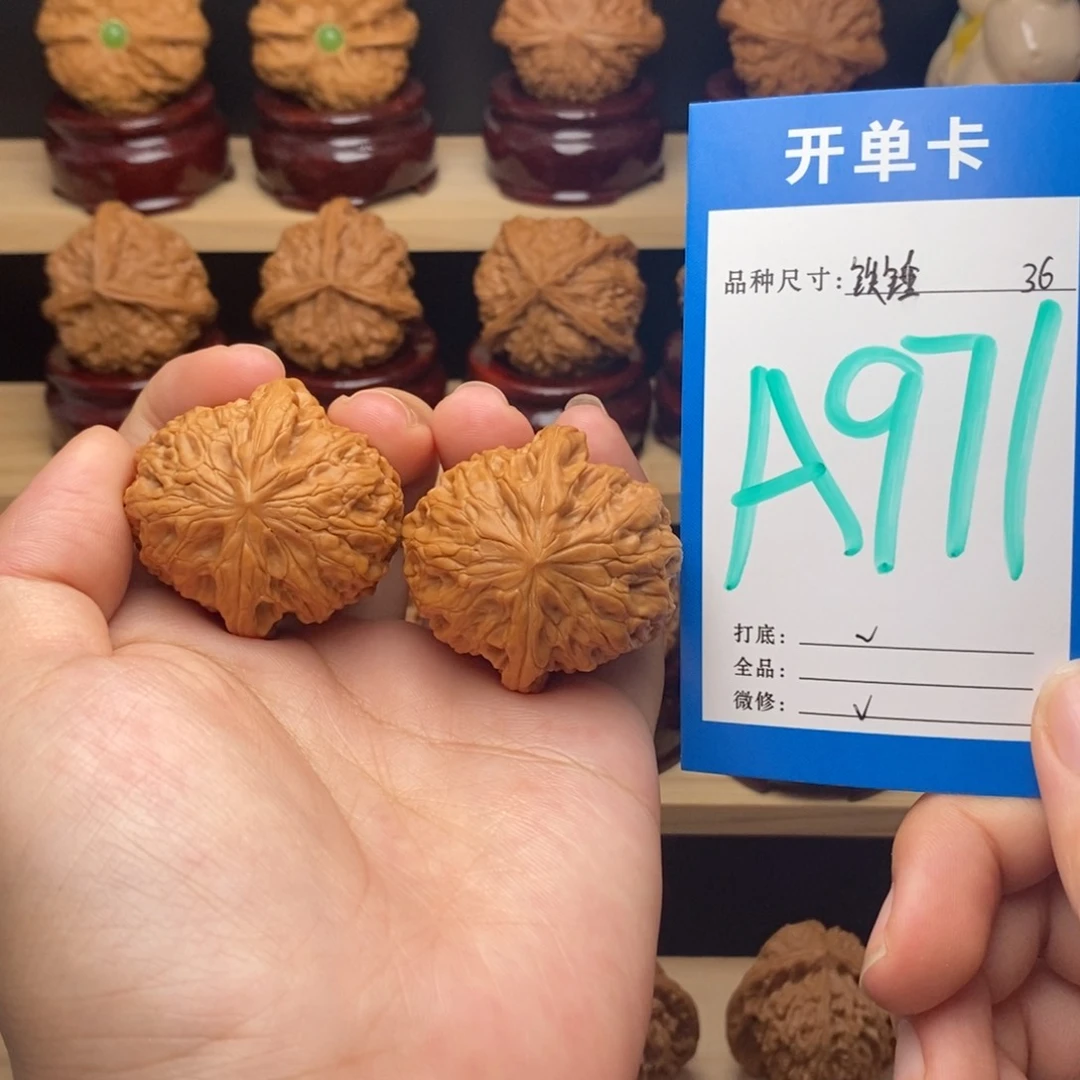 开单卡
品种尺寸:铁锤 36
A971
打底: ✓
全品:
微修: ✓